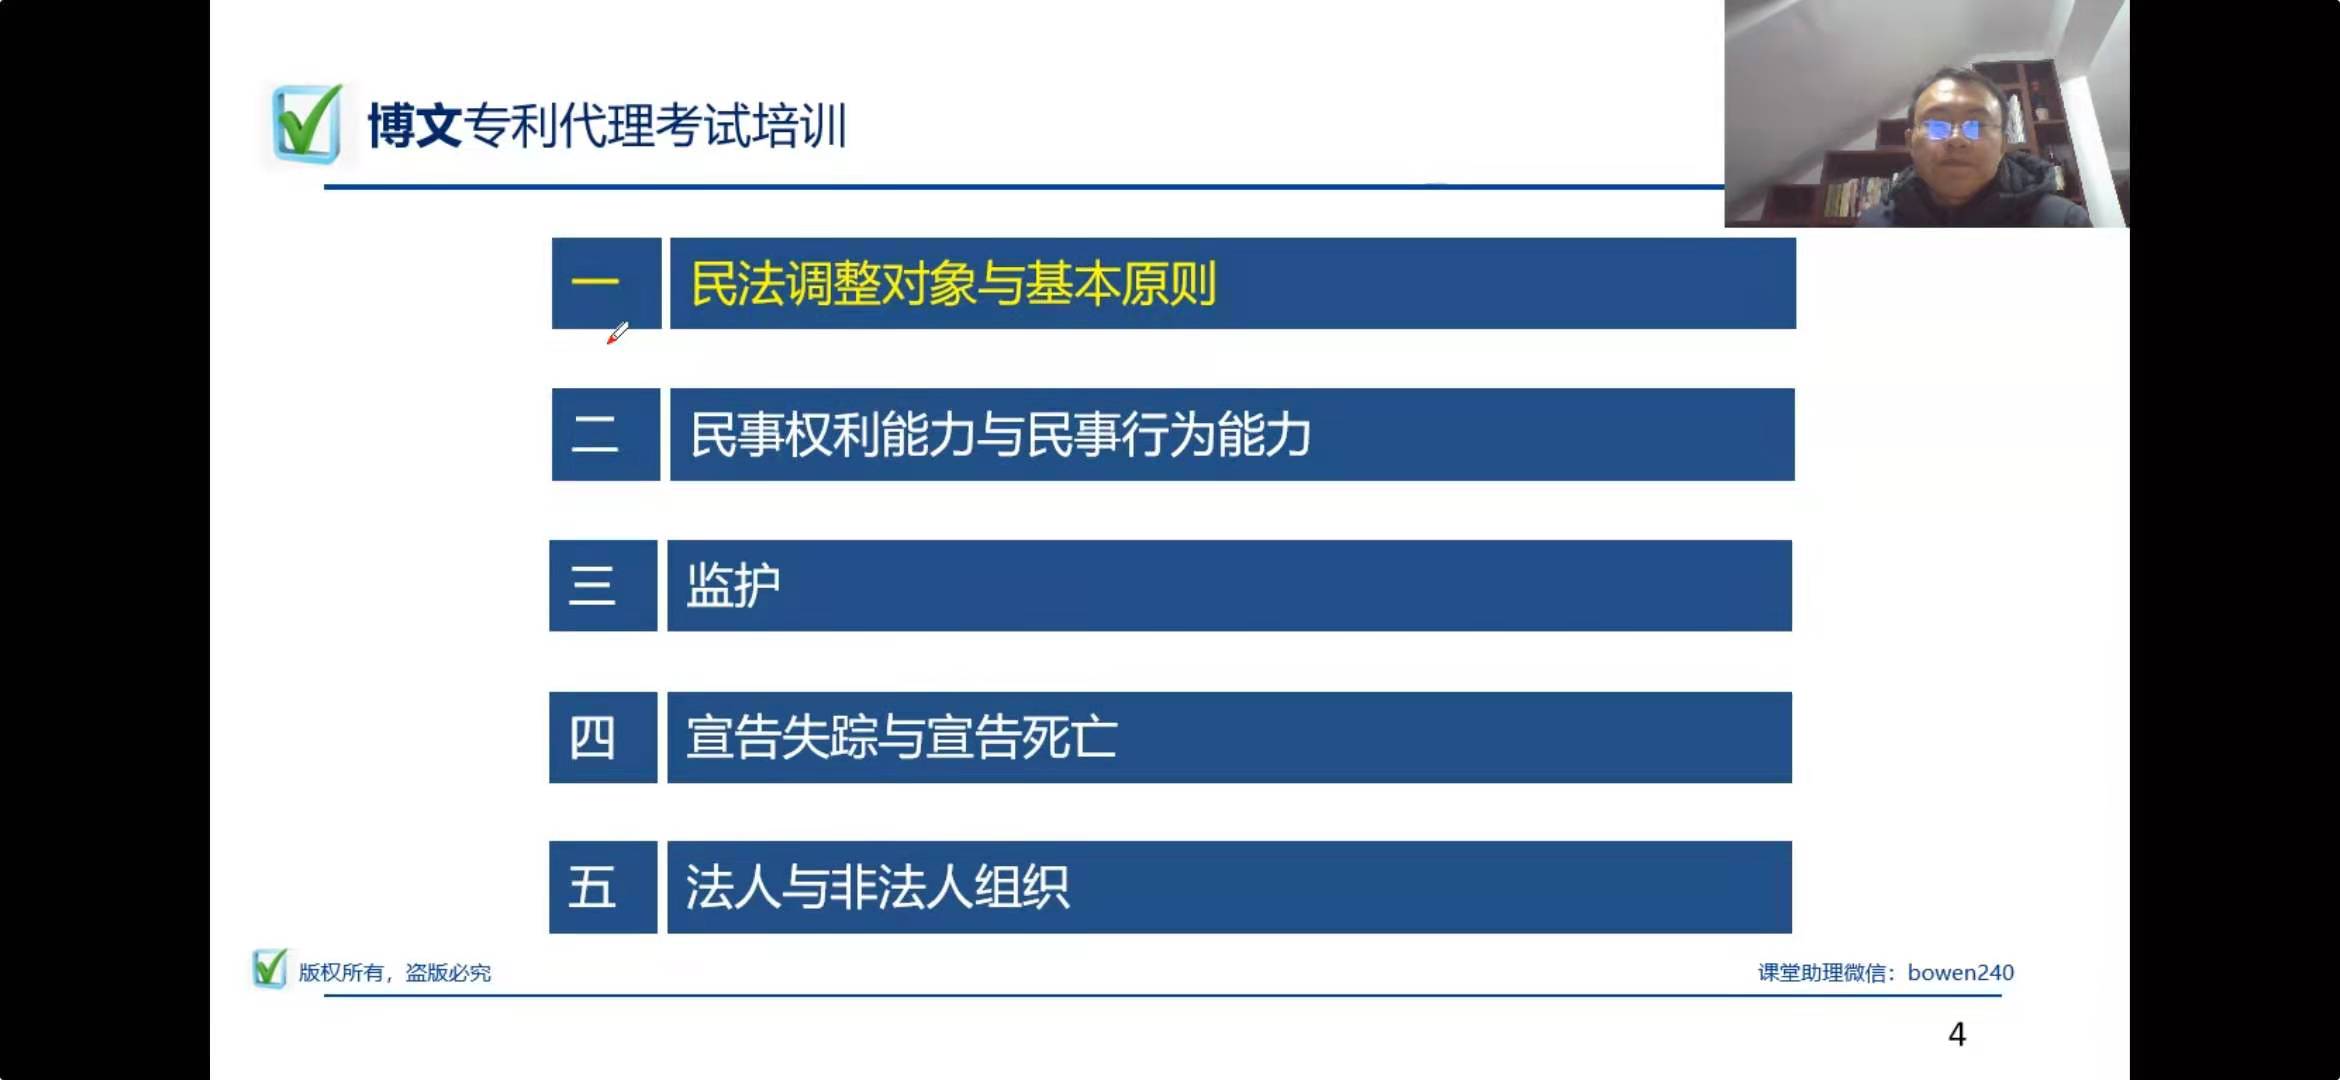 博文专利代理考试培训
一 民法调整对象与基本原则
二 民事权利能力与民事行为能力
三 监护
四 宣告失踪与宣告死亡
五 法人与非法人组织
版权所有，盗版必究 课堂助理微信：bowen240
4